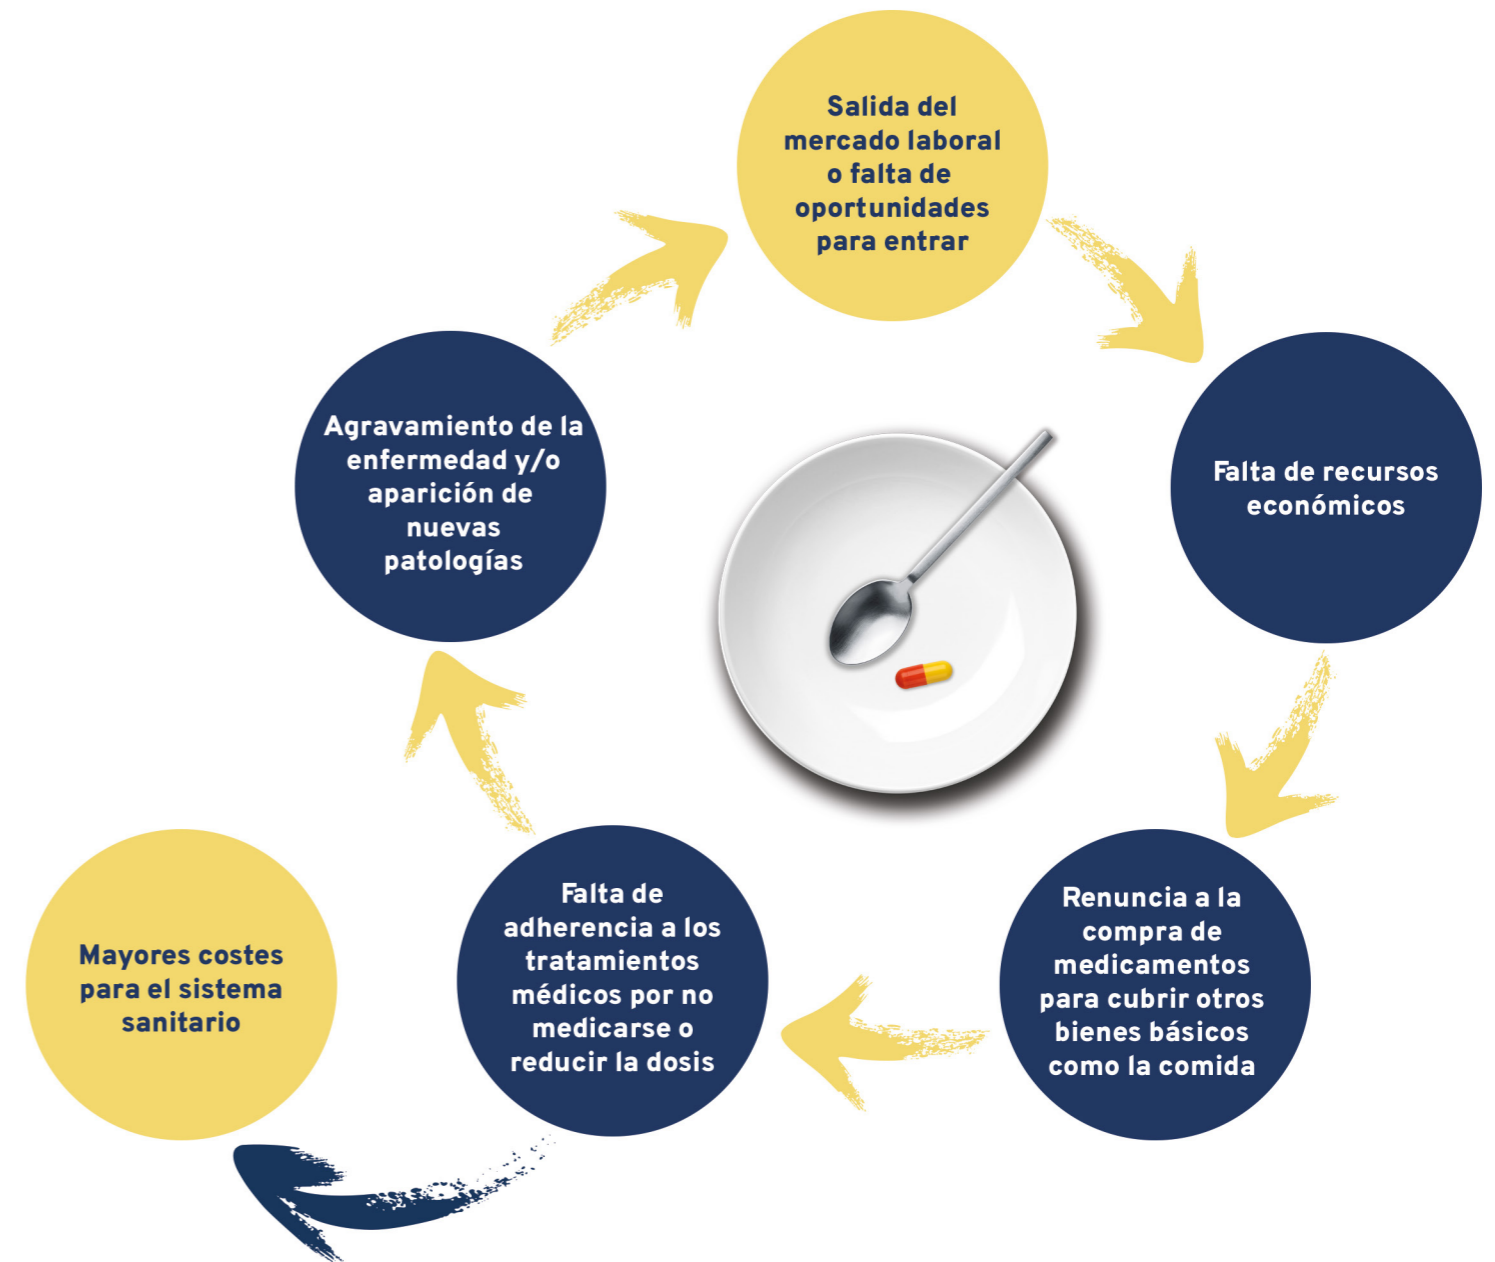 Salida del
mercado laboral
o falta de
oportunidades
para entrar
Falta de recursos
económicos
Renuncia a la
compra de
medicamentos
para cubrir otros
bienes básicos
como la comida
Falta de
adherencia a los
tratamientos
médicos por no
medicarse o
reducir la dosis
Mayores costes
para el sistema
sanitario
Agravamiento de la
enfermedad y/o
aparición de
nuevas
patologías